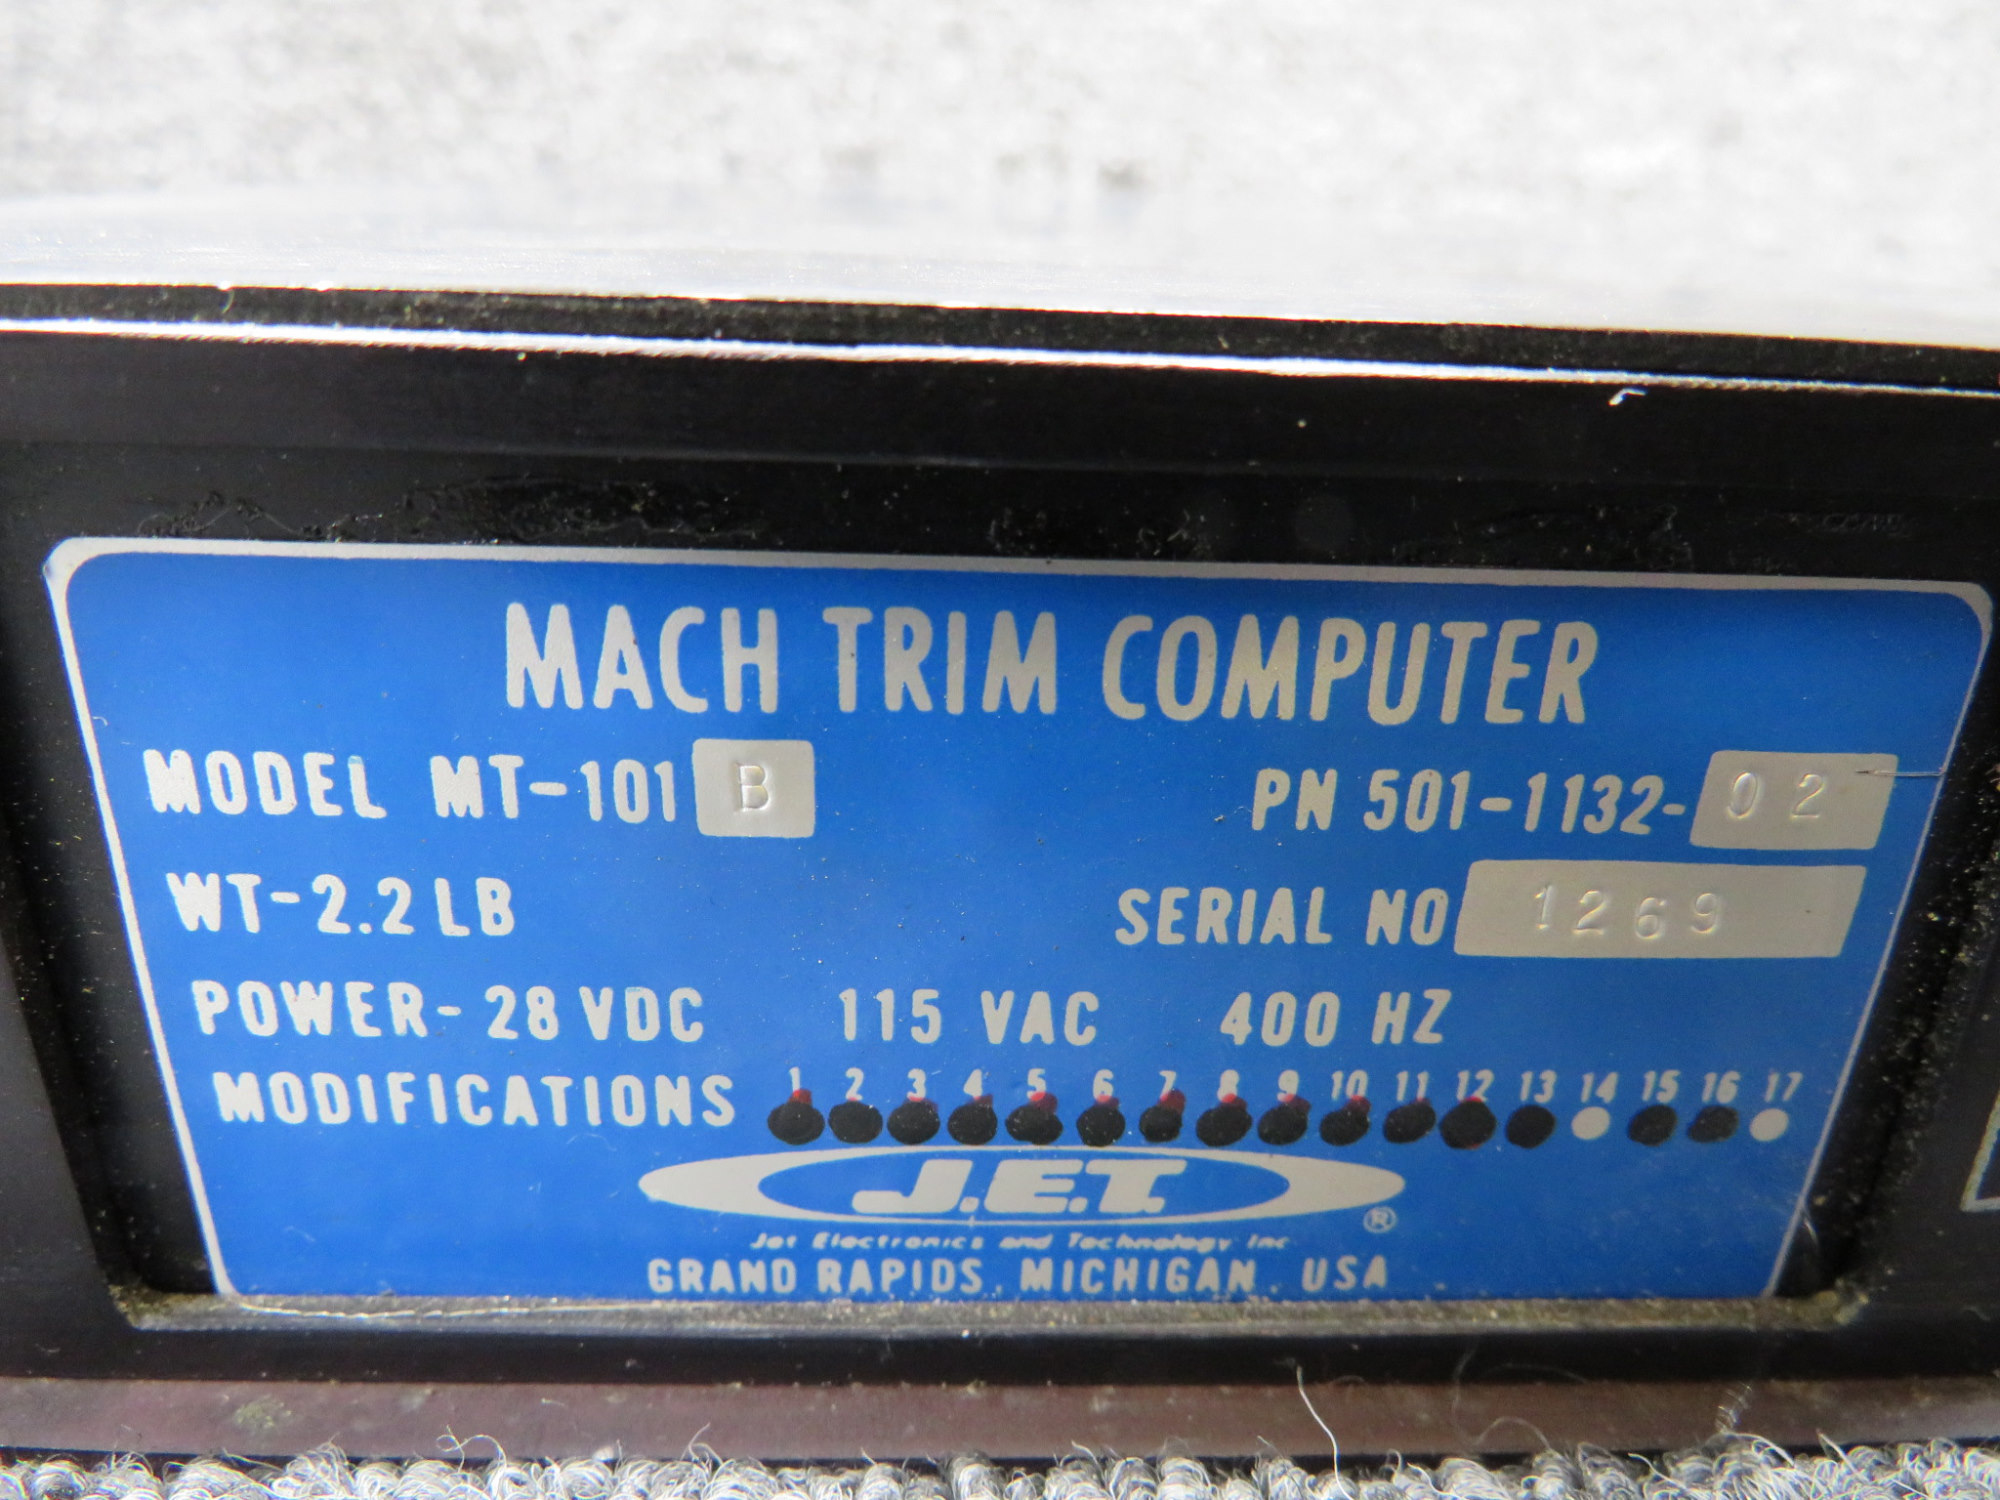 MACH TRIM COMPUTER
MODEL MT-101 B PN 501-1132-02
WT-2.2 LB SERIAL NO 1269
POWER-28 VDC 115 VAC 400 HZ
1 2 3 4 5 6 7 8 9 10 11 12 13 14 15 16 17
MODIFICATIONS
J.E.T. ®
Jet Electronics and Technology Inc
GRAND RAPIDS, MICHIGAN, USA